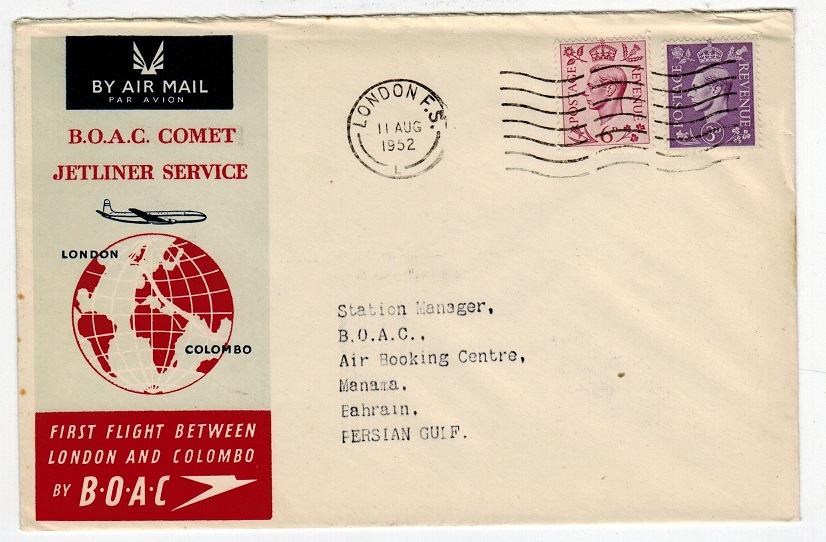 BY AIR MAIL
PAR AVION
B.O.A.C. COMET
JETLINER SERVICE
LONDON
COLOMBO
FIRST FLIGHT BETWEEN
LONDON AND COLOMBO
BY B·O·A·C
LONDON F.S.
11 AUG
1952
L
POSTAGE
REVENUE
6D
POSTAGE
REVENUE
3D
Station Manager,
B.O.A.C.,
Air Booking Centre,
Manama,
Bahrain,
PERSIAN GULF.